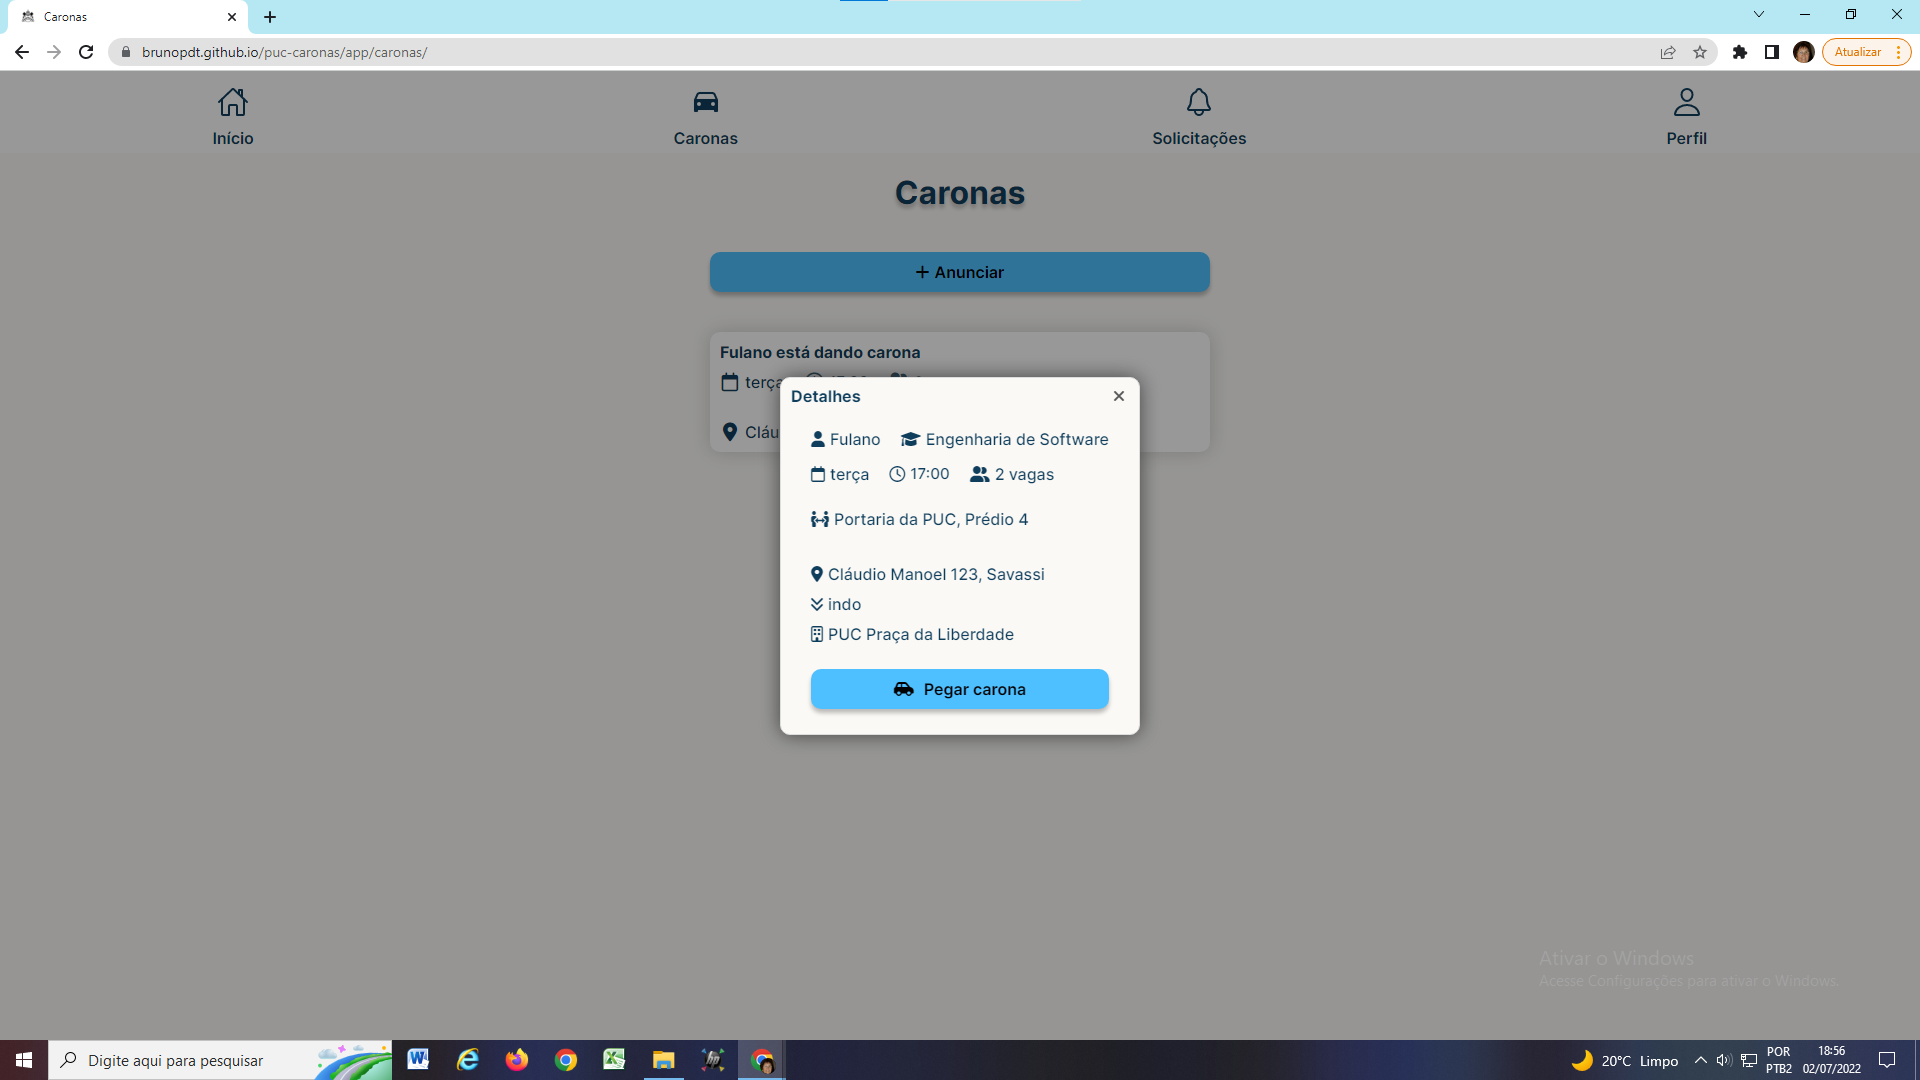 Caronas
brunopdt.github.io/puc-caronas/app/caronas/
Atualizar
Início
Caronas
Solicitações
Perfil
Caronas
+ Anunciar
Fulano está dando carona
terça
Cláu
Detalhes
Fulano Engenharia de Software
terça 17:00 2 vagas
Portaria da PUC, Prédio 4
Cláudio Manoel 123, Savassi
indo
PUC Praça da Liberdade
Pegar carona
Ativar o Windows
Acesse Configurações para ativar o Windows.
Digite aqui para pesquisar
20°C Limpo
POR
PTB2
18:56
02/07/2022